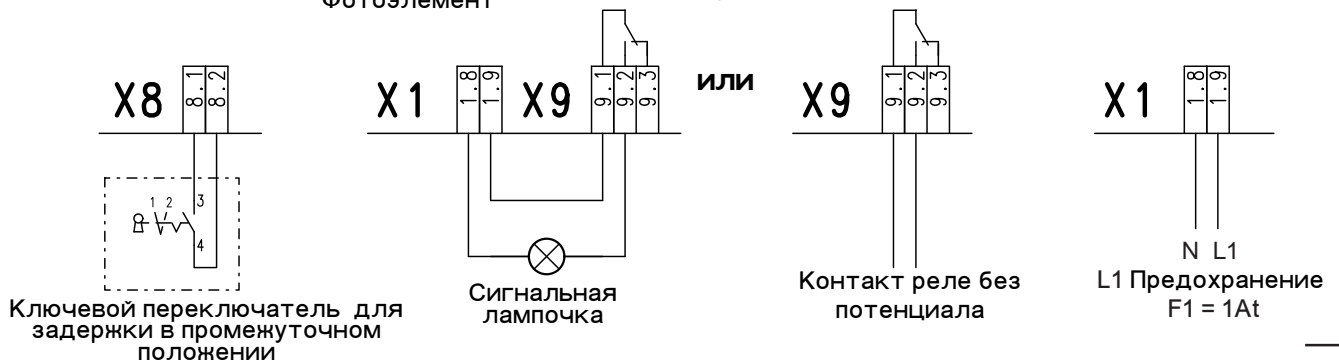 Фотоэлемент
X8 8.1 8.2
X1 1.8 1.9
X9 9.1 9.2 9.3
или
X9 9.1 9.2 9.3
X1 1.8 1.9
1 2 3
4
N L1
Ключевой переключатель для
задержки в промежуточном
положении
Сигнальная
лампочка
Контакт реле без
потенциала
L1 Предохранение
F1 = 1At